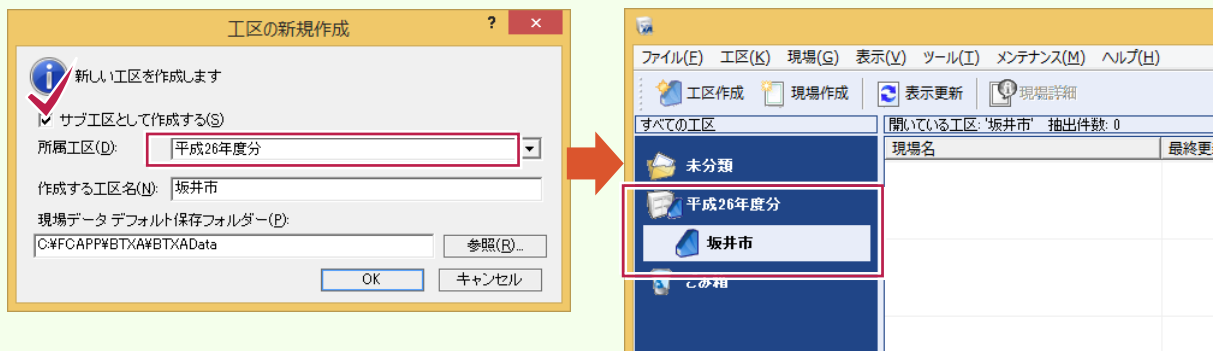 工区の新規作成
? ×
新しい工区を作成します
サブ工区として作成する(S)
所属工区(D): 平成26年度分
作成する工区名(N): 坂井市
現場データ デフォルト保存フォルダー(P):
C:¥FCAPP¥BTXA¥BTXAData 参照(R)...
OK キャンセル
ファイル(F) 工区(K) 現場(G) 表示(V) ツール(T) メンテナンス(M) ヘルプ(H)
工区作成 現場作成 表示更新 現場詳細
すべての工区 開いている工区: '坂井市' 抽出件数: 0
現場名 最終更
未分類
平成26年度分
坂井市
ごみ箱